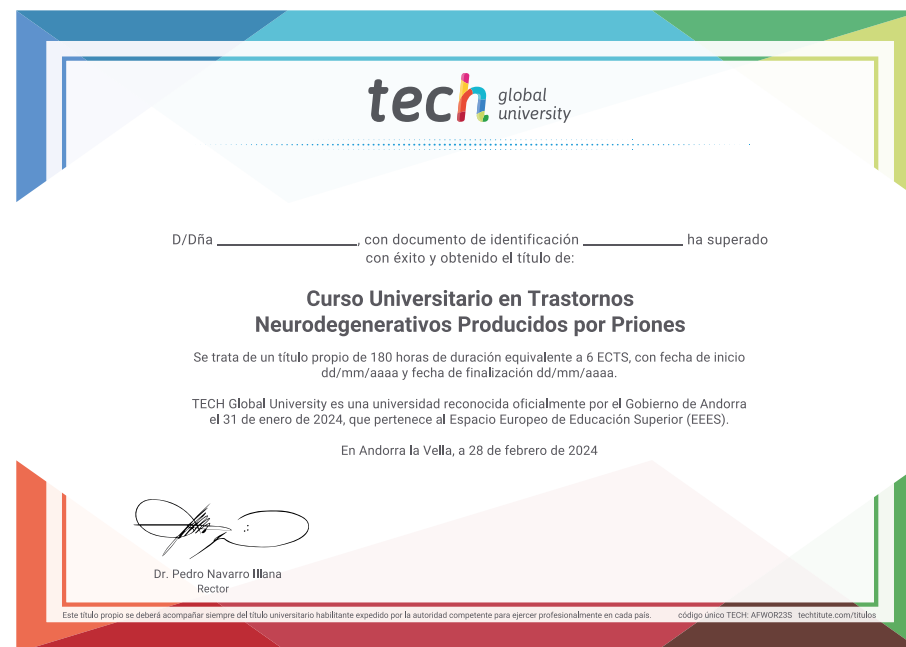 tech global
university
D/Dña ____________________, con documento de identificación ______________ ha superado
con éxito y obtenido el título de:
Curso Universitario en Trastornos
Neurodegenerativos Producidos por Priones
Se trata de un título propio de 180 horas de duración equivalente a 6 ECTS, con fecha de inicio
dd/mm/aaaa y fecha de finalización dd/mm/aaaa.
TECH Global University es una universidad reconocida oficialmente por el Gobierno de Andorra
el 31 de enero de 2024, que pertenece al Espacio Europeo de Educación Superior (EEES).
En Andorra la Vella, a 28 de febrero de 2024
Dr. Pedro Navarro Illana
Rector
Este título propio se deberá acompañar siempre del título universitario habilitante expedido por la autoridad competente para ejercer profesionalmente en cada país. código único TECH: AFWOR23S techtitute.com/titulos